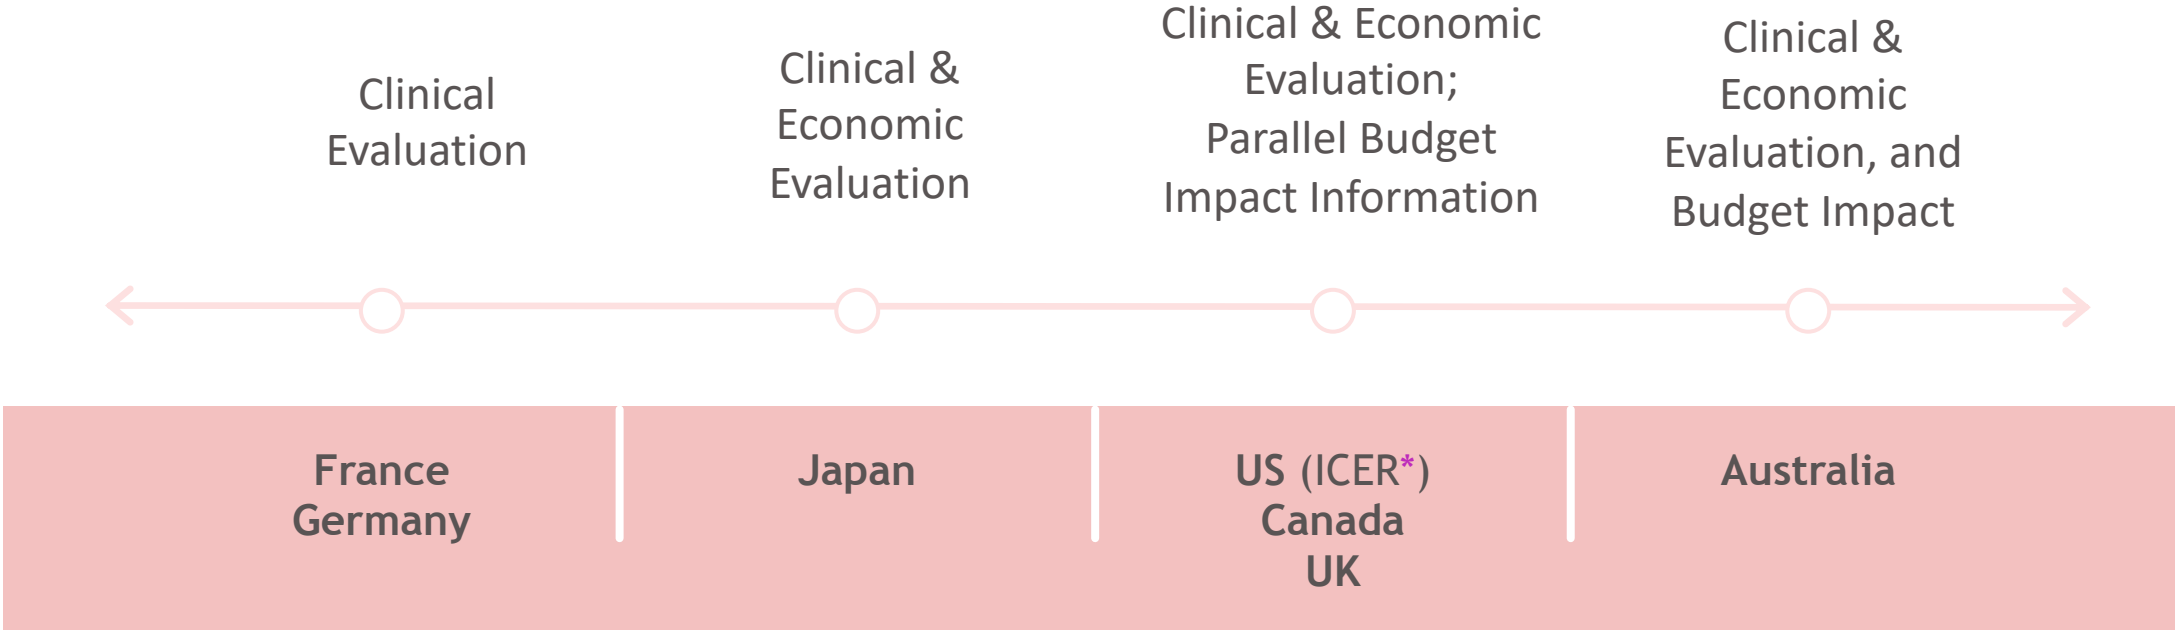 Clinical
Evaluation
Clinical &
Economic
Evaluation
Clinical & Economic
Evaluation;
Parallel Budget
Impact Information
Clinical &
Economic
Evaluation, and
Budget Impact
France
Germany
Japan
US (ICER*)
Canada
UK
Australia